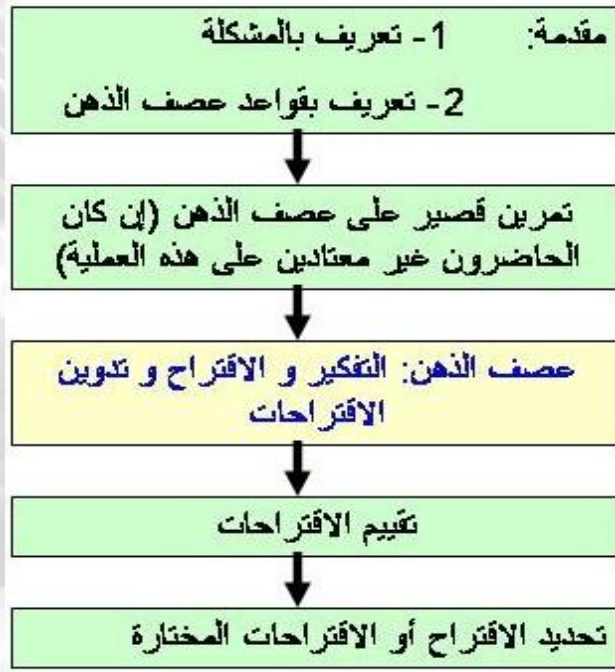 مقدمة: 1- تعريف بالمشكلة
2- تعريف بقواعد عصف الذهن
تمرين قصير على عصف الذهن (إن كان
الحاضرون غير معتادين على هذه العملية)
عصف الذهن: التفكير و الاقتراح و تدوين
الاقتراحات
تقييم الاقتراحات
تحديد الاقتراح أو الاقتراحات المختارة